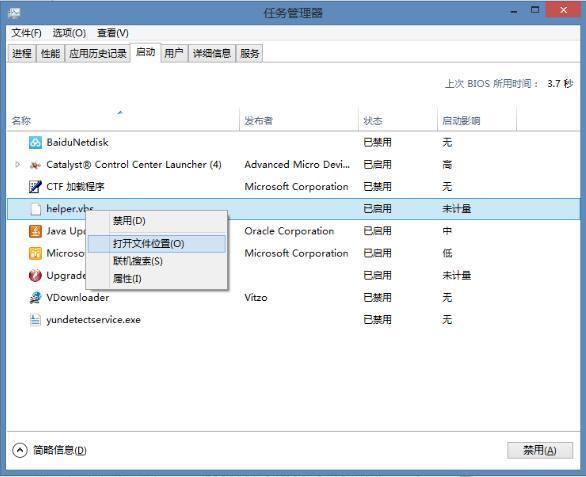 任务管理器
文件(F) 选项(O) 查看(V)
进程 性能 应用历史记录 启动 用户 详细信息 服务
上次 BIOS 所用时间： 3.7 秒
名称 发布者 状态 启动影响
BaiduNetdisk 已禁用 无
Catalyst® Control Center Launcher (4) Advanced Micro Devi... 已启用 高
CTF 加载程序 Microsoft Corporation 已禁用 无
helper.vbs 已启用 未计量
禁用(D)
Java Up Oracle Corporation 已启用 中
打开文件位置(O)
Microso Microsoft Corporation 已启用 低
联机搜索(S)
Upgrade 已启用 未计量
属性(I)
VDownloader Vitzo 已禁用 无
yundetectservice.exe 已禁用 无
简略信息(D) 禁用(A)